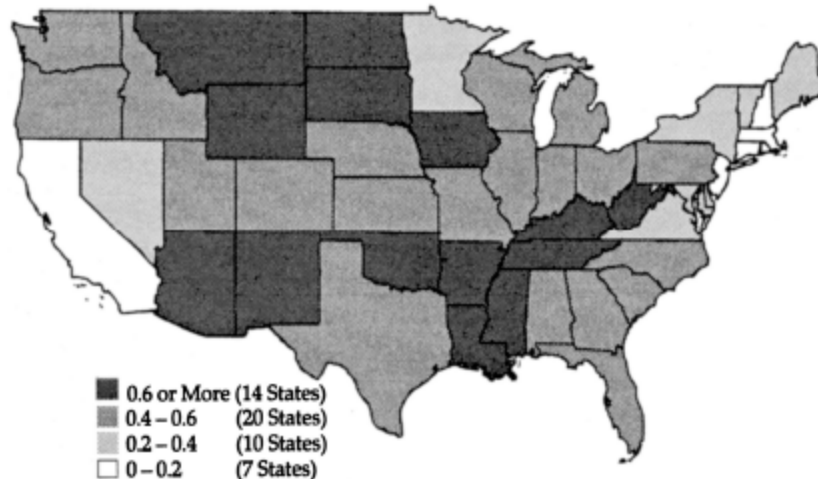 0.6 or More (14 States)
0.4 – 0.6 (20 States)
0.2 – 0.4 (10 States)
0 – 0.2 (7 States)